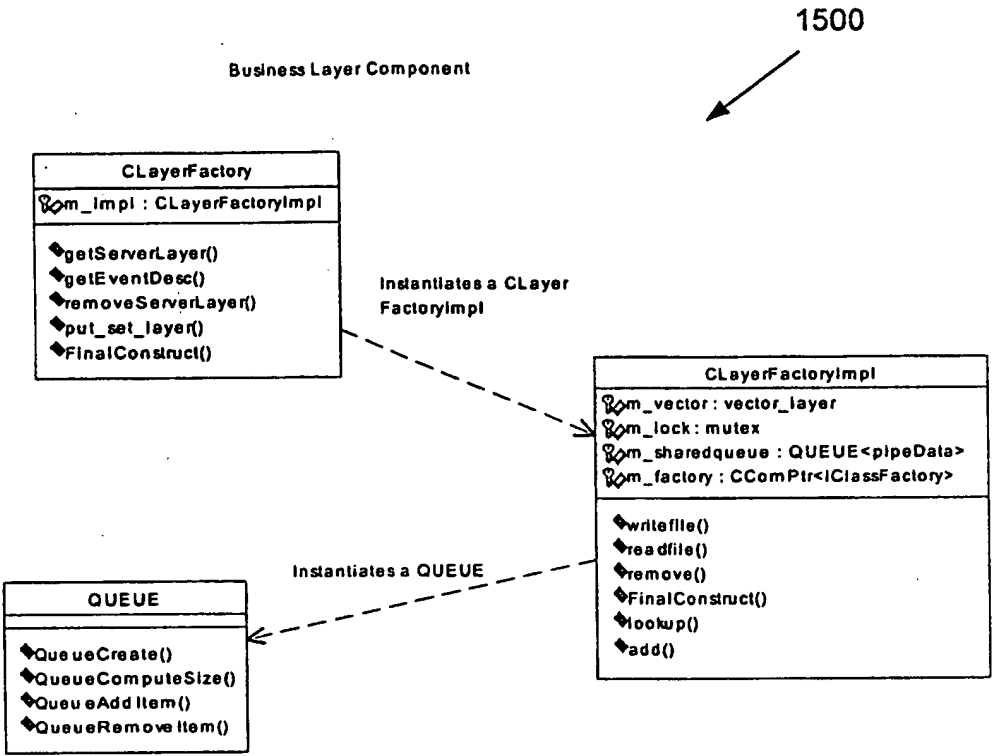 1500
Business Layer Component
CLayerFactory
m_impl : CLayerFactoryImpl
getServerLayer()
getEventDesc()
removeServerLayer()
put_set_layer()
FinalConstruct()
Instantiates a CLayer
FactoryImpl
CLayerFactoryImpl
m_vector : vector_layer
m_lock : mutex
m_sharedqueue : QUEUE<pipeData>
m_factory : CComPtr<IClassFactory>
writefile()
readfile()
remove()
FinalConstruct()
lookup()
add()
Instantiates a QUEUE
QUEUE
QueueCreate()
QueueComputeSize()
QueueAddItem()
QueueRemoveItem()